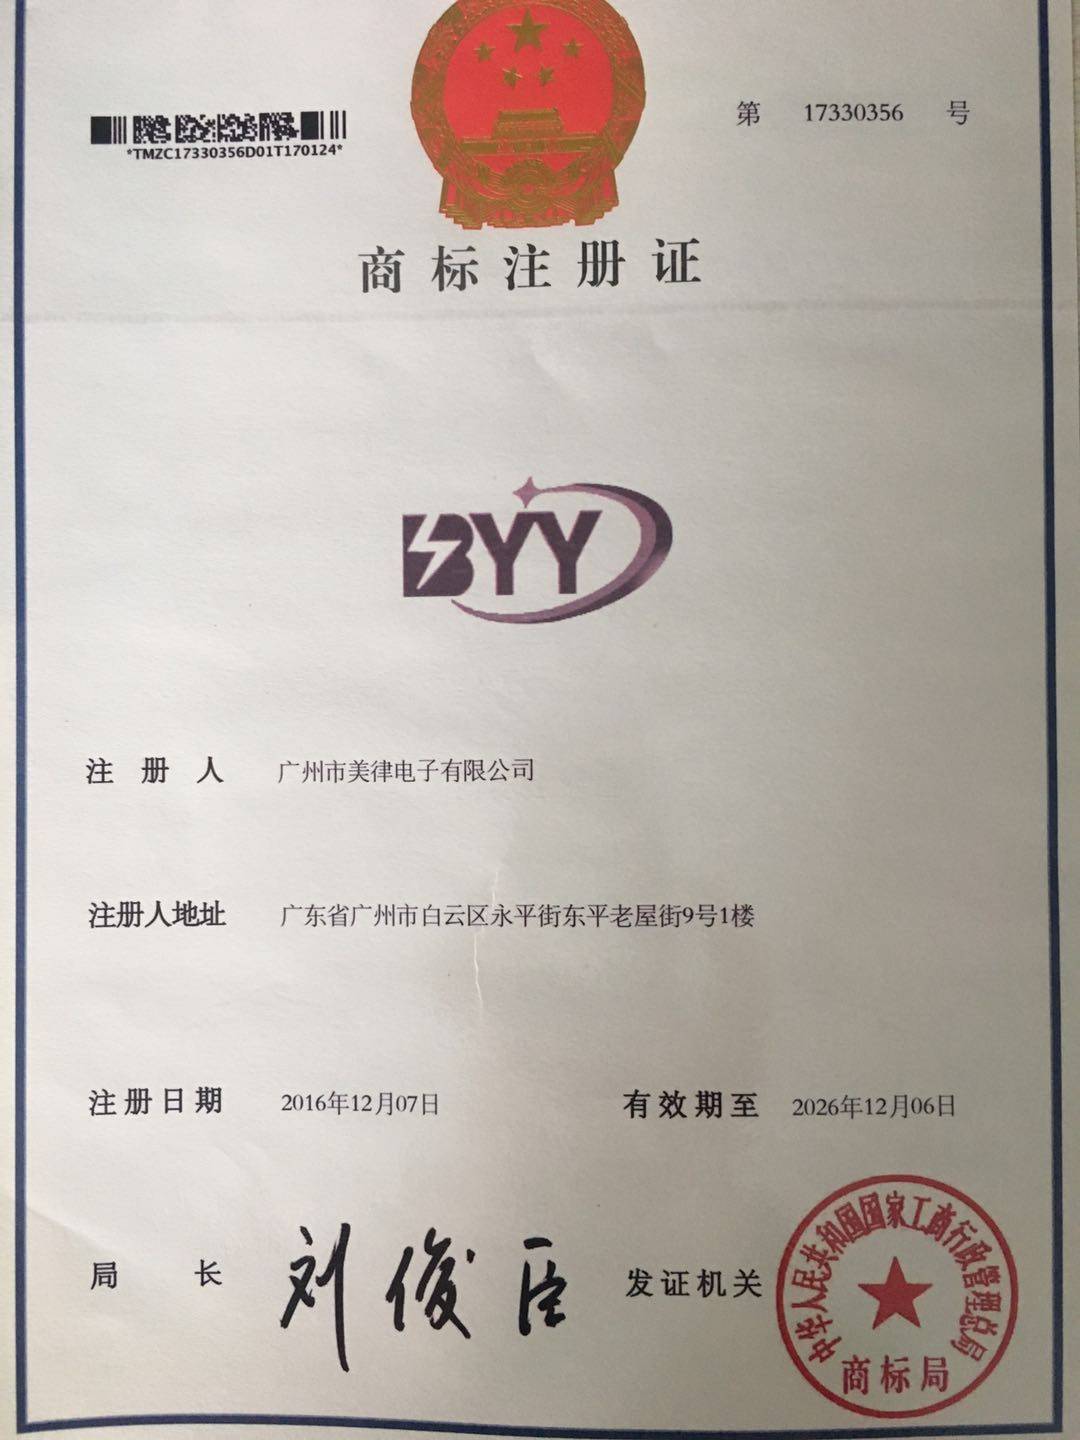 第 17330356 号
*TMZC17330356D01T170124*
商标注册证
BYY
注册人 广州市美律电子有限公司
注册人地址 广东省广州市白云区永平街东平老屋街9号1楼
注册日期 2016年12月07日 有效期至 2026年12月06日
局长 刘俊臣 发证机关
中华人民共和国国家工商行政管理总局
商标局